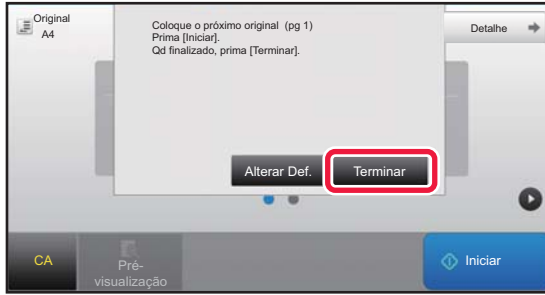 Original
A4
Coloque o próximo original (pg 1)
Prima [Iniciar].
Qd finalizado, prima [Terminar].
Detalhe
Alterar Def.
Terminar
CA
Pré-
visualização
Iniciar